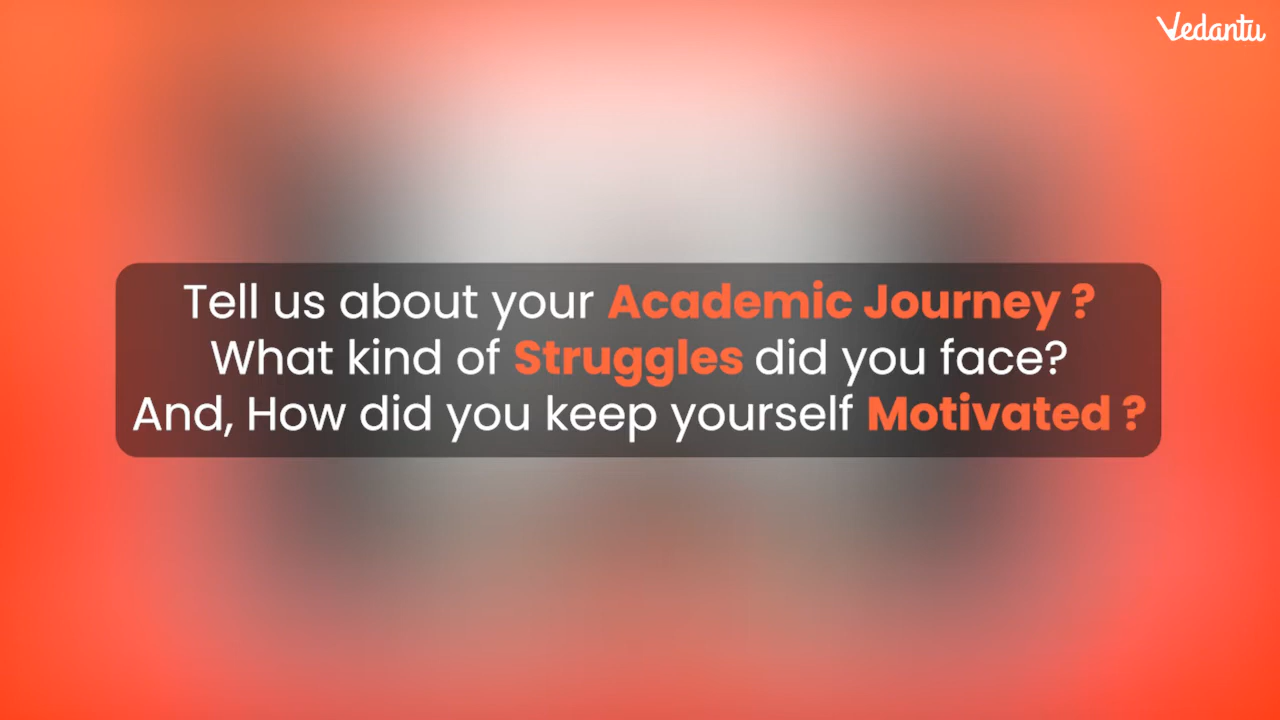 Vedantu
Tell us about your Academic Journey ?
What kind of Struggles did you face?
And, How did you keep yourself Motivated ?